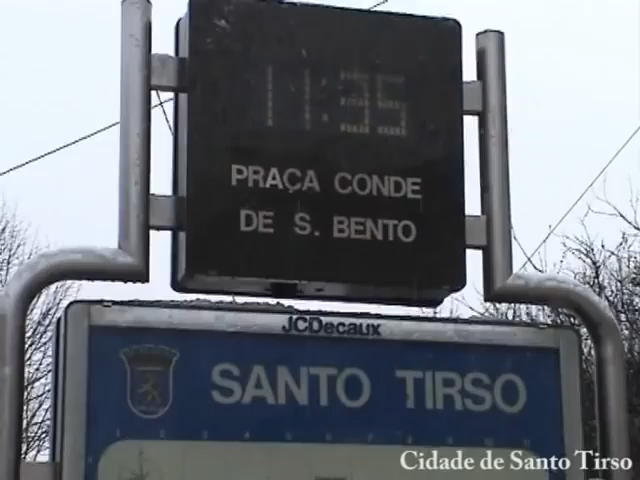 11:35
PRAÇA CONDE
DE S. BENTO
JCDecaux
SANTO TIRSO
Cidade de Santo Tirso